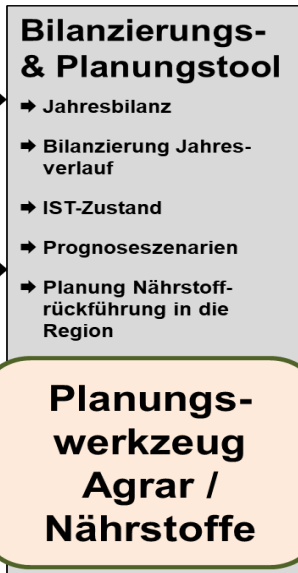 Bilanzierungs-
& Planungstool
➡ Jahresbilanz
➡ Bilanzierung Jahres-
verlauf
➡ IST-Zustand
➡ Prognoseszenarien
➡ Planung Nährstoff-
rückführung in die
Region
Planungs-
werkzeug
Agrar /
Nährstoffe